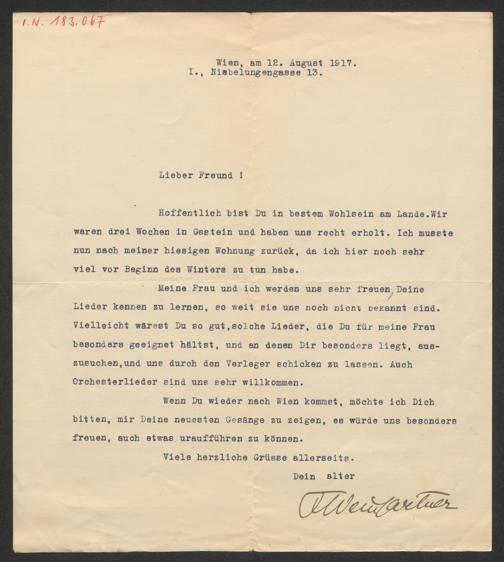 I.N. 183.067
Wien, am 12. August 1917.
I., Nibelungengasse 13.
Lieber Freund !
Hoffentlich bist Du in bestem Wohlsein am Lande.Wir
waren drei Wochen in Gastein und haben uns recht erholt. Ich musste
nun nach meiner hiesigen Wohnung zurück, da ich hier noch sehr
viel vor Beginn des Winters zu tun habe.
Meine Frau und ich werden uns sehr freuen, Deine
Lieder kennen zu lernen, so weit sie uns noch nicht bekannt sind.
Vielleicht wärest Du so gut,solche Lieder, die Du für meine Frau
besonders geeignet hältst, und an denen Dir besonders liegt, aus-
zusuchen,und uns durch den Verleger schicken zu lassen. Auch
Orchesterlieder sind uns sehr willkommen.
Wenn Du wieder nach Wien kommst, möchte ich Dich
bitten, mir Deine neuesten Gesänge zu zeigen, es würde uns besonders
freuen, auch etwas uraufführen zu können.
Viele herzliche Grüsse allerseits.
Dein alter
FWeingartner